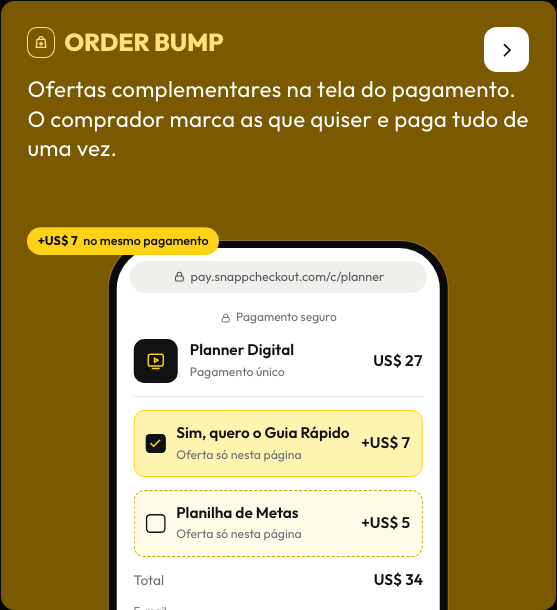 ORDER BUMP
Ofertas complementares na tela do pagamento.
O comprador marca as que quiser e paga tudo de
uma vez.
+US$ 7 no mesmo pagamento
pay.snappcheckout.com/c/planner
Pagamento seguro
Planner Digital
US$ 27
Pagamento único
Sim, quero o Guia Rápido
+US$ 7
Oferta só nesta página
Planilha de Metas
+US$ 5
Oferta só nesta página
Total
US$ 34